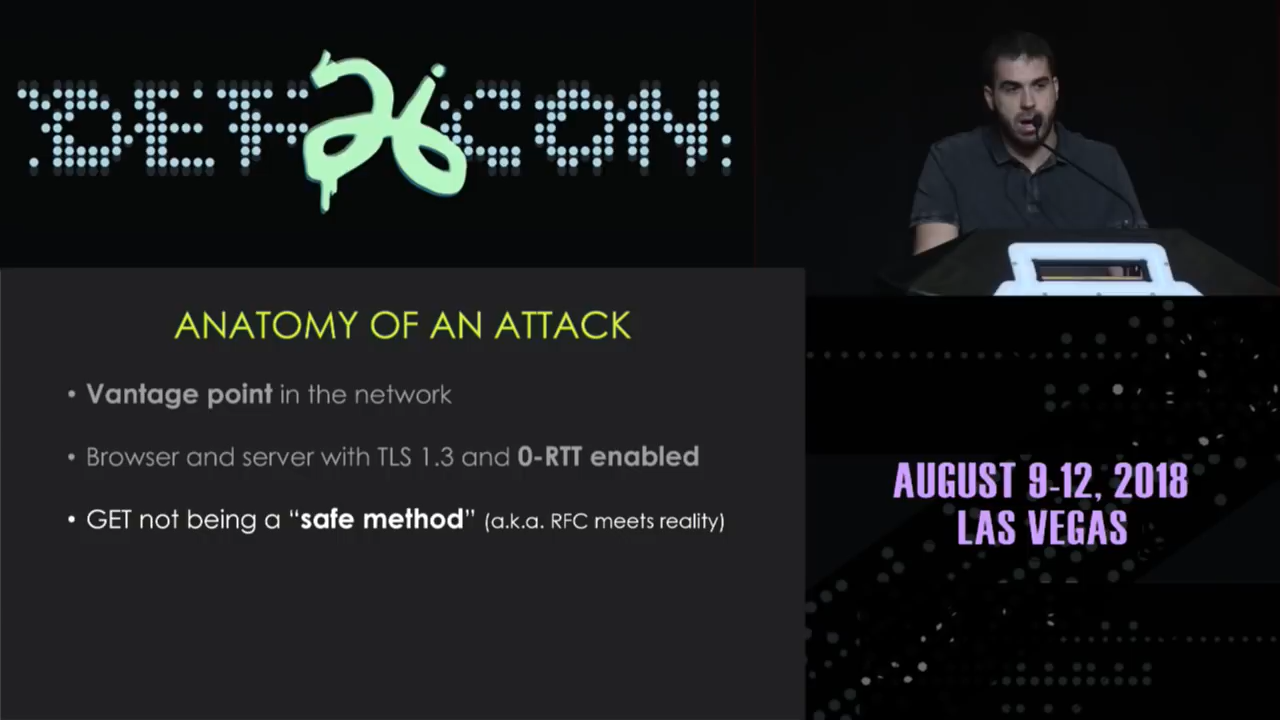 DEF CON
26
ANATOMY OF AN ATTACK
• Vantage point in the network
• Browser and server with TLS 1.3 and 0-RTT enabled
• GET not being a “safe method” (a.k.a. RFC meets reality)
AUGUST 9-12, 2018
LAS VEGAS